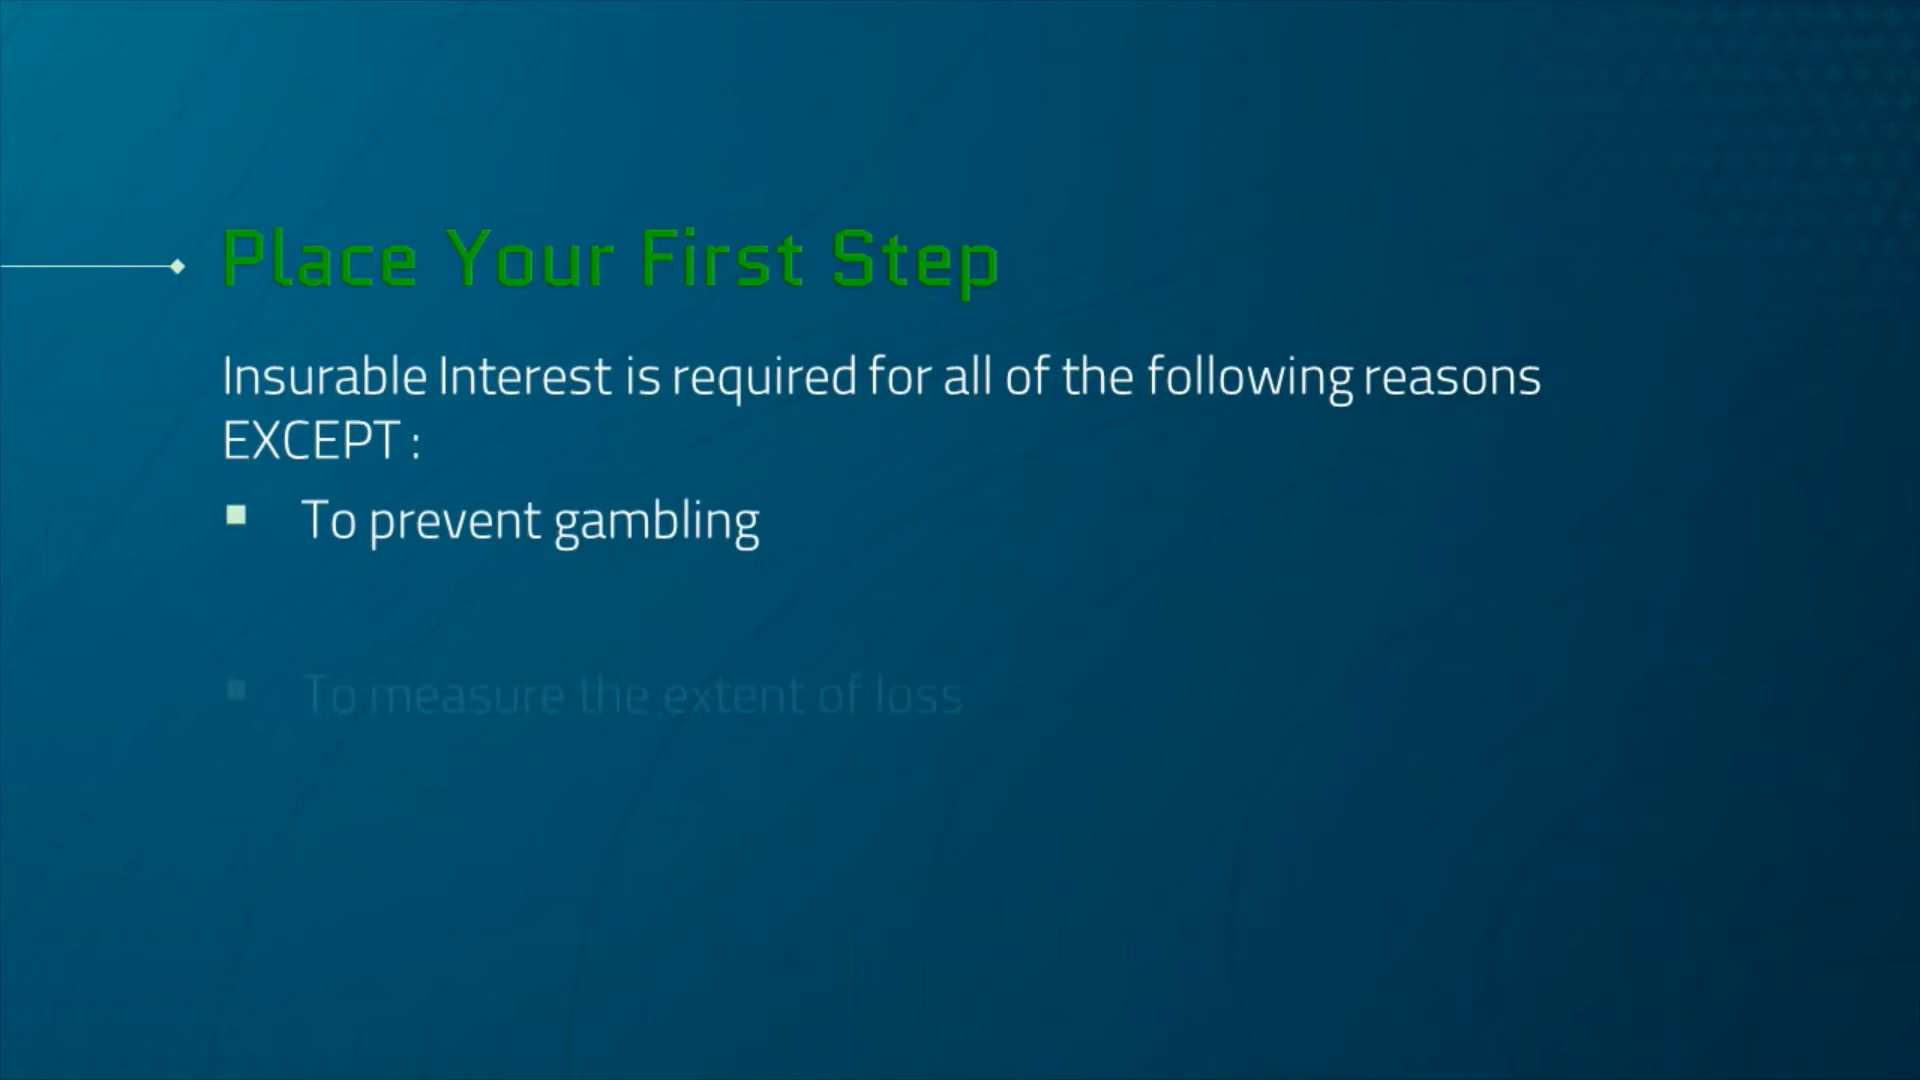 Place Your First Step
Insurable Interest is required for all of the following reasons
EXCEPT :
To prevent gambling
To measure the extent of loss